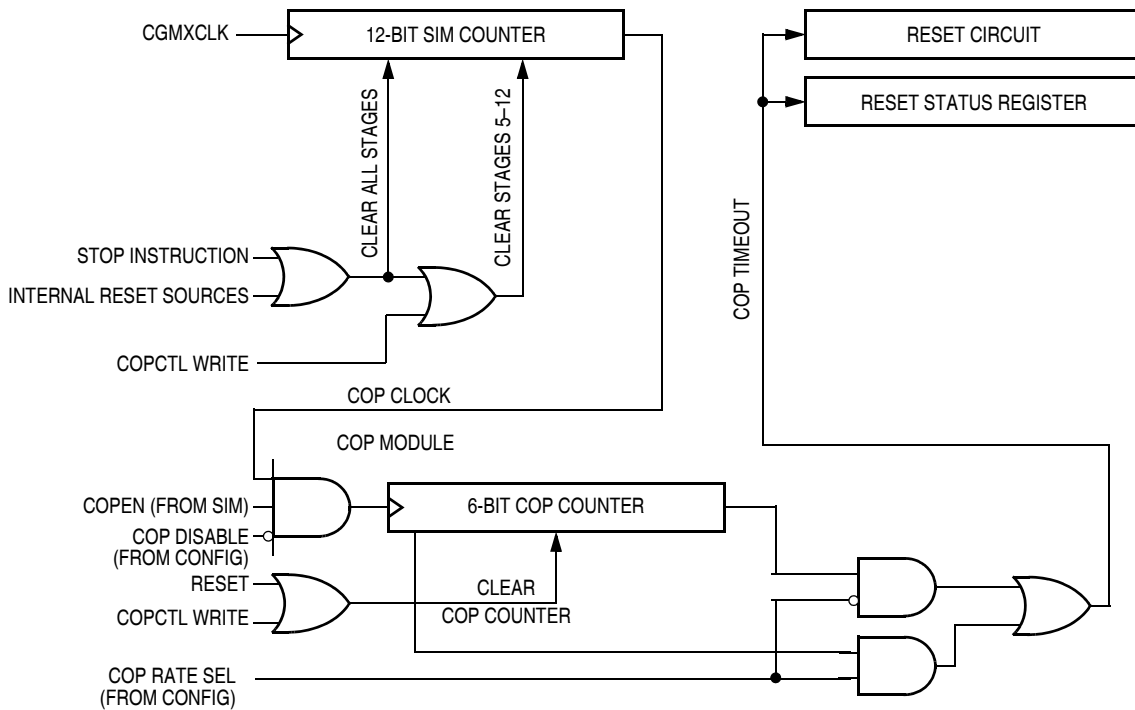 CGMXCLK
12-BIT SIM COUNTER
RESET CIRCUIT
RESET STATUS REGISTER
CLEAR ALL STAGES
CLEAR STAGES 5–12
COP TIMEOUT
STOP INSTRUCTION
INTERNAL RESET SOURCES
COPCTL WRITE
COP CLOCK
COP MODULE
COPEN (FROM SIM)
6-BIT COP COUNTER
COP DISABLE
(FROM CONFIG)
RESET
COPCTL WRITE
CLEAR
COP COUNTER
COP RATE SEL
(FROM CONFIG)